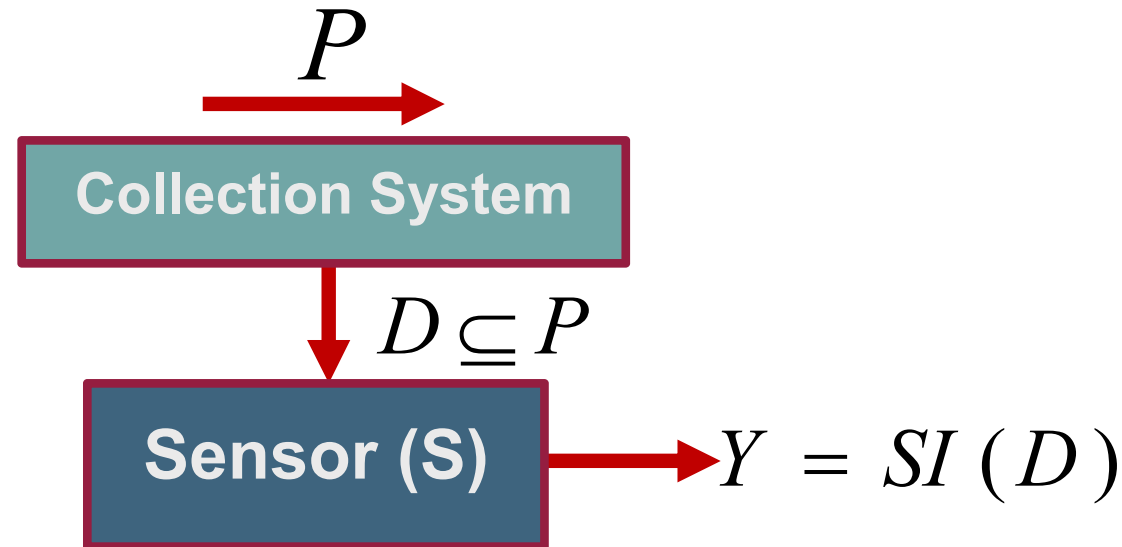 P
Collection System
D ⊆ P
Sensor (S)
Y = SI ( D )